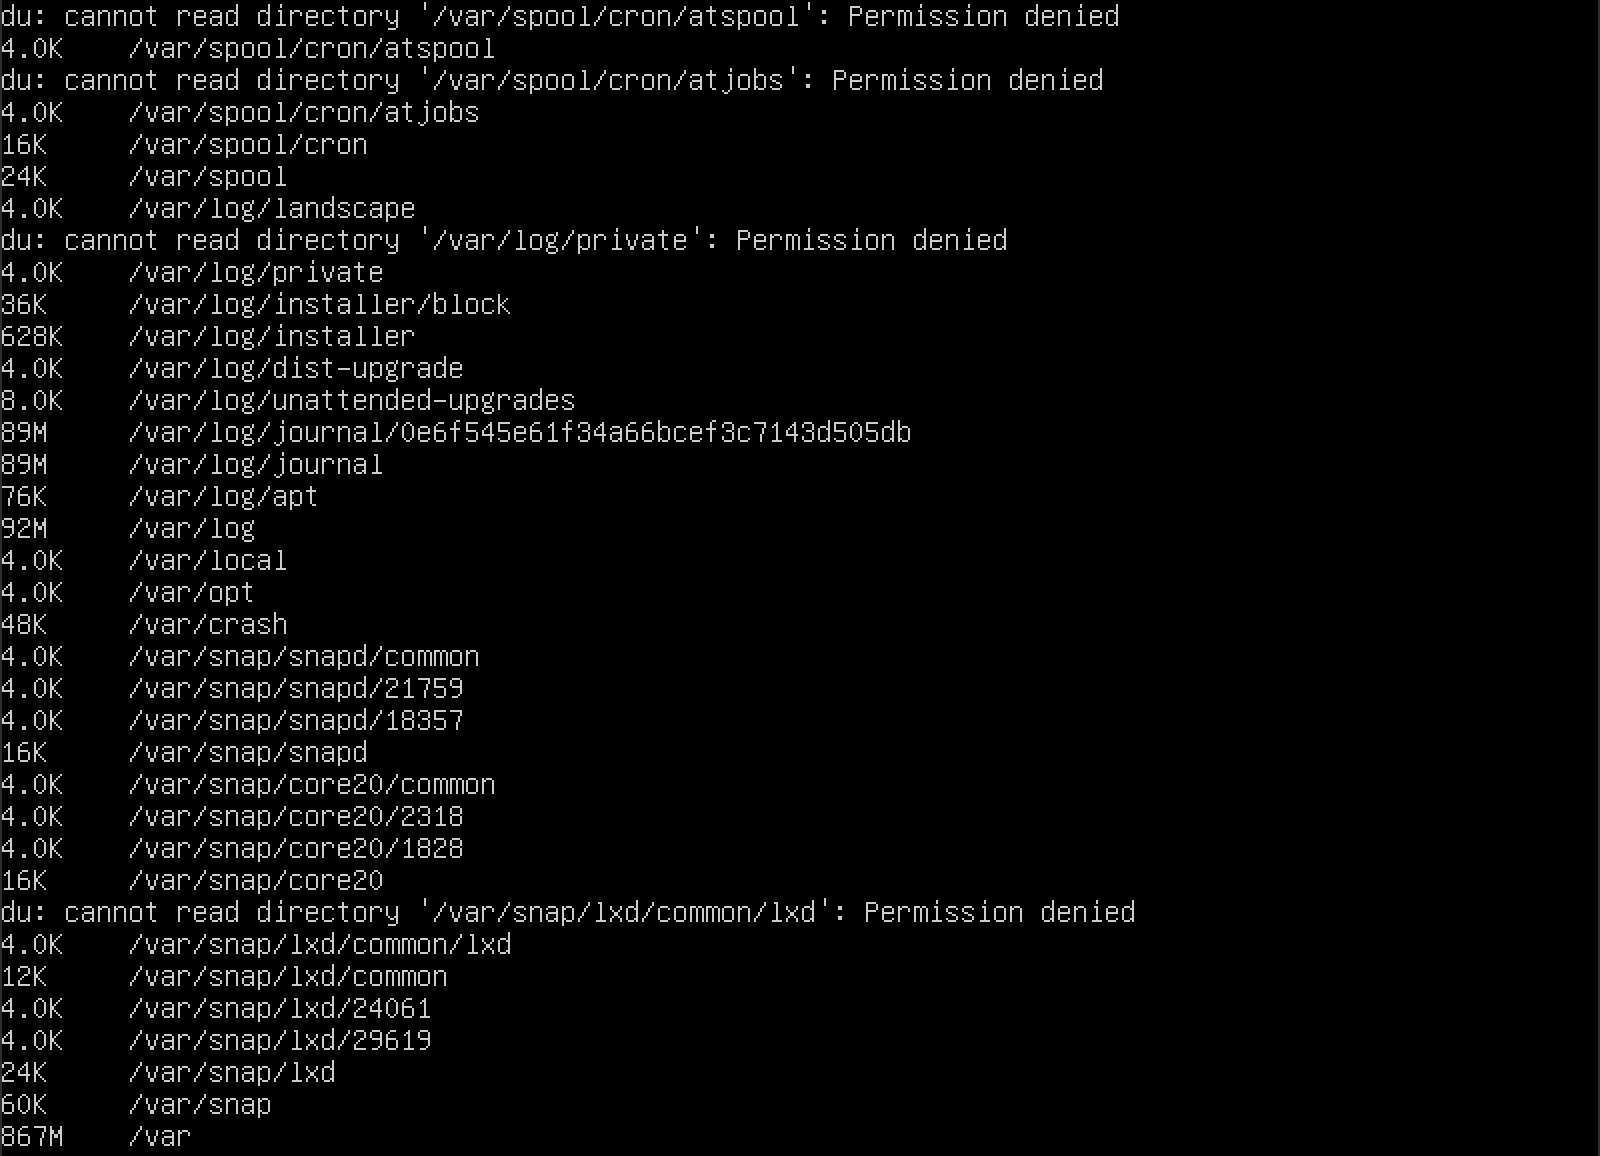 du: cannot read directory '/var/spool/cron/atspool': Permission denied
4.0K    /var/spool/cron/atspool
du: cannot read directory '/var/spool/cron/atjobs': Permission denied
4.0K    /var/spool/cron/atjobs
16K     /var/spool/cron
24K     /var/spool
4.0K    /var/log/landscape
du: cannot read directory '/var/log/private': Permission denied
4.0K    /var/log/private
36K     /var/log/installer/block
628K    /var/log/installer
4.0K    /var/log/dist-upgrade
8.0K    /var/log/unattended-upgrades
89M     /var/log/journal/0e6f545e61f34a66bcef3c7143d505db
89M     /var/log/journal
76K     /var/log/apt
92M     /var/log
4.0K    /var/local
4.0K    /var/opt
48K     /var/crash
4.0K    /var/snap/snapd/common
4.0K    /var/snap/snapd/21759
4.0K    /var/snap/snapd/18357
16K     /var/snap/snapd
4.0K    /var/snap/core20/common
4.0K    /var/snap/core20/2318
4.0K    /var/snap/core20/1828
16K     /var/snap/core20
du: cannot read directory '/var/snap/lxd/common/lxd': Permission denied
4.0K    /var/snap/lxd/common/lxd
12K     /var/snap/lxd/common
4.0K    /var/snap/lxd/24061
4.0K    /var/snap/lxd/29619
24K     /var/snap/lxd
60K     /var/snap
867M    /var